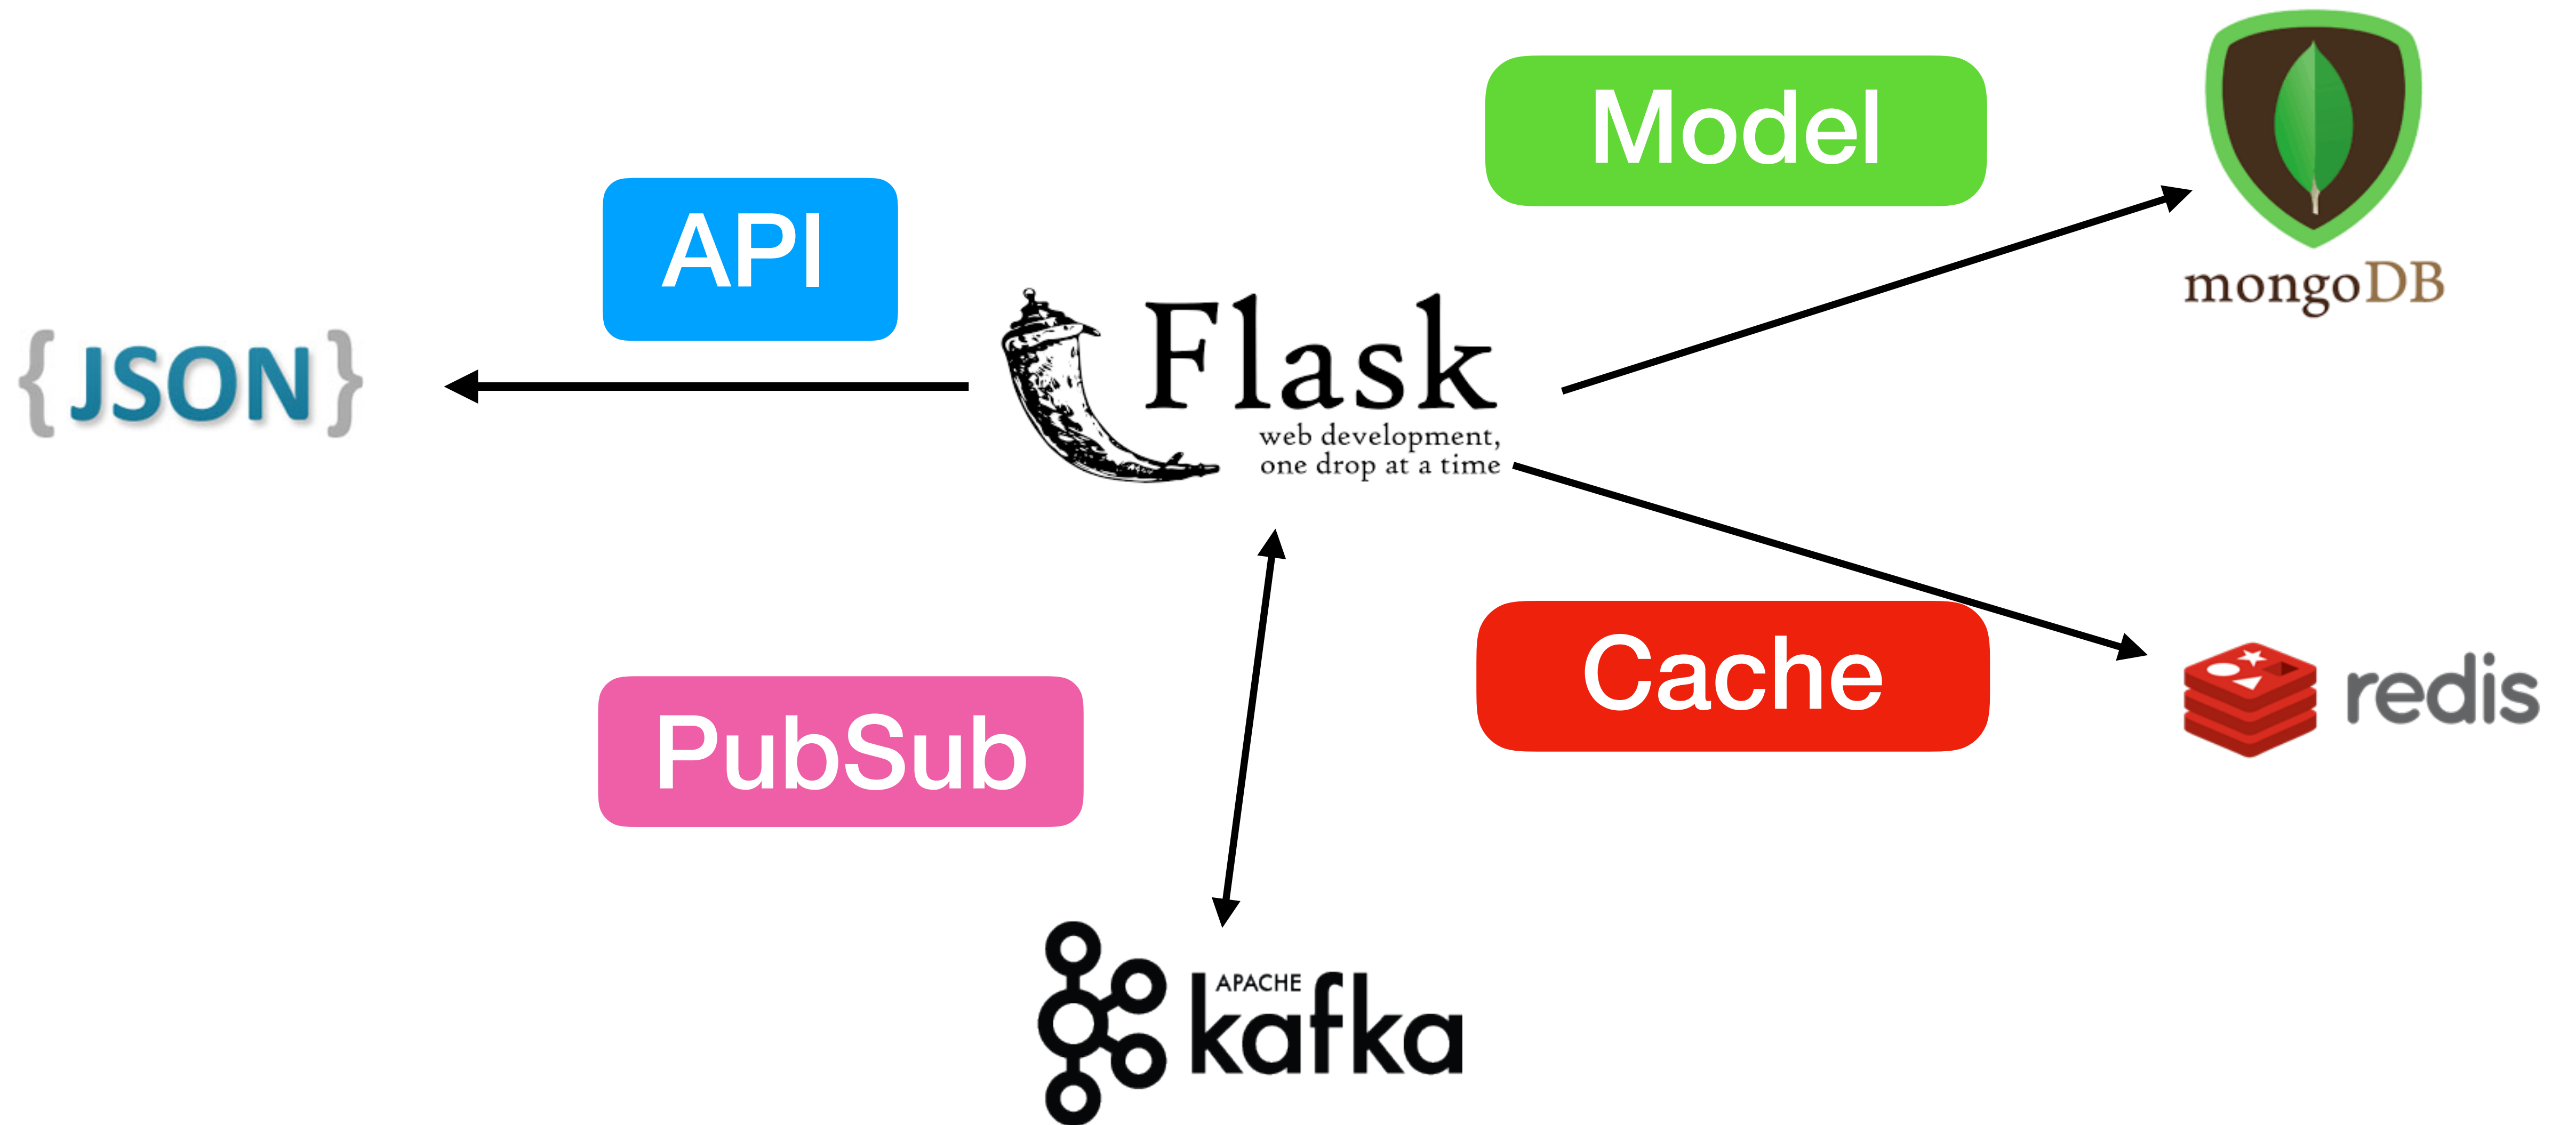 Model
API
mongoDB
{JSON}
Flask
web development,
one drop at a time
Cache
PubSub
redis
APACHE
kafka